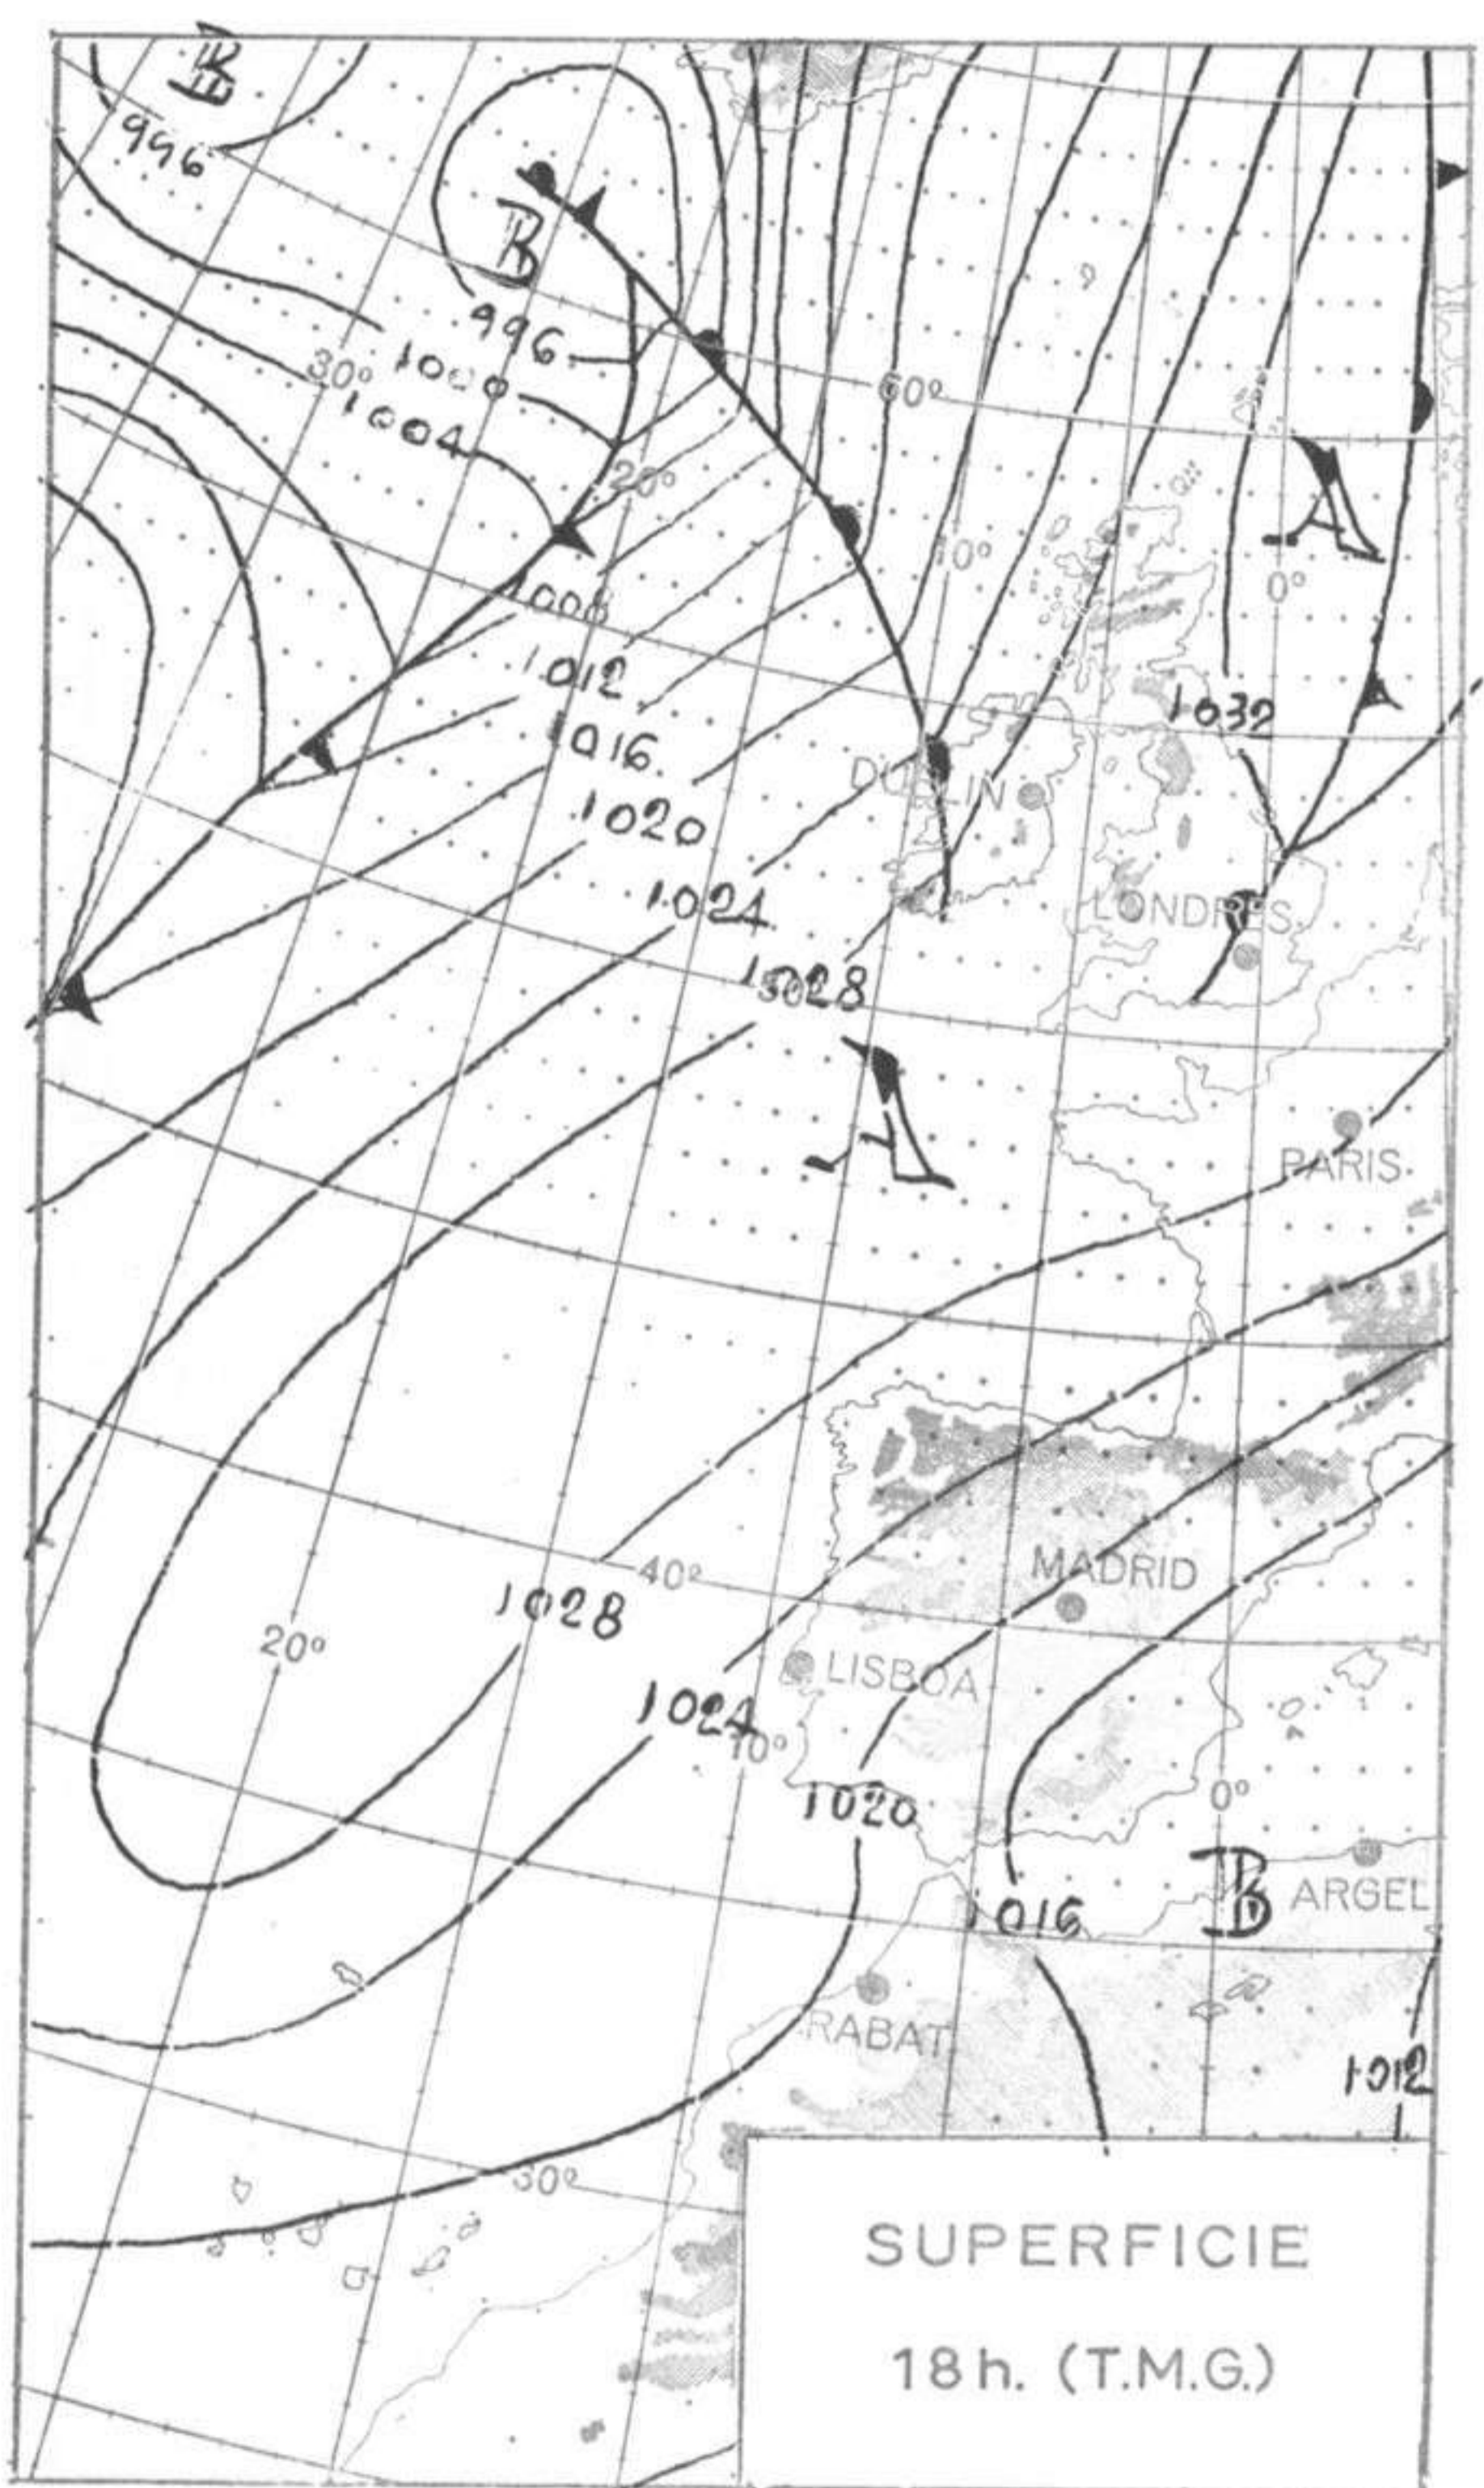 B
996
B
996
1000
30°
1004
60°
20°
A
10°
0°
1008
1012
1032
1016
DUBLIN
1020
1024
LONDRES
1028
A
PARIS
40°
MADRID
1028
20°
LISBOA
1024
10°
0°
1020
B
ARGEL
1016
RABAT
1012
30°
SUPERFICIE
18h. (T.M.G.)